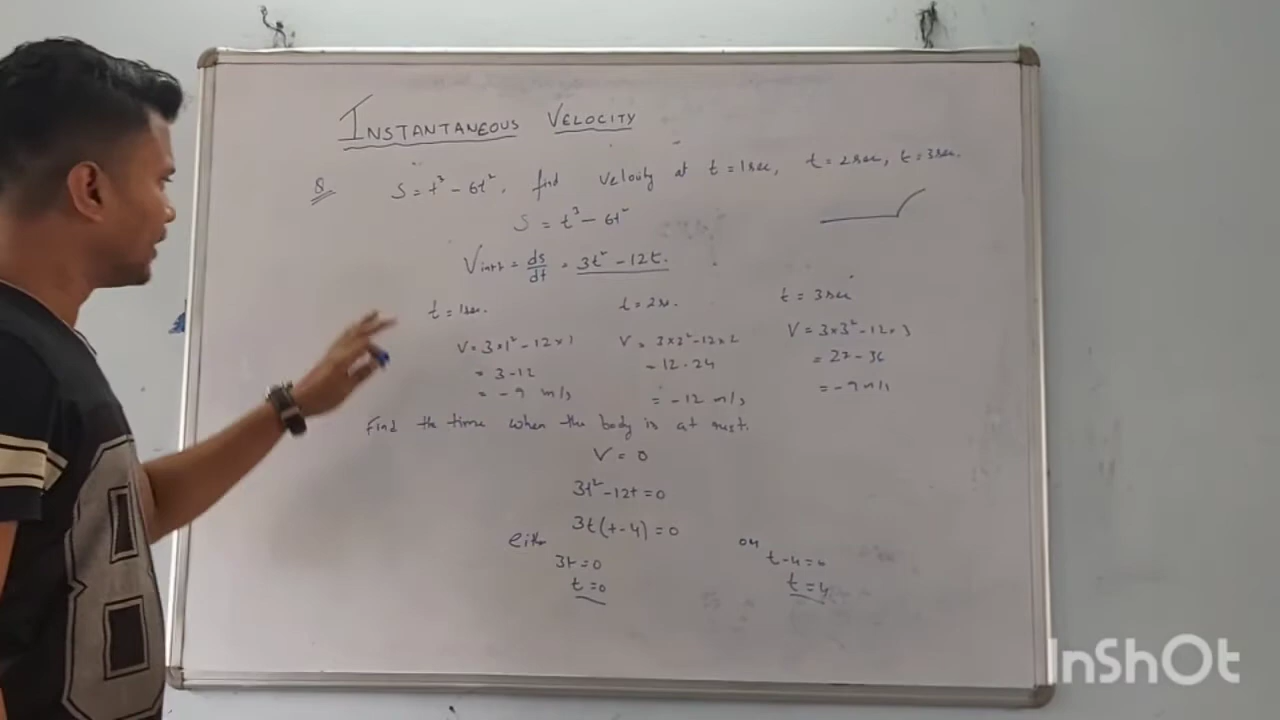 INSTANTANEOUS VELOCITY
Q S = t³ - 6t², find velocity at t = 1sec, t = 2sec, t = 3sec.
S = t³ - 6t²
Vinst = ds/dt = 3t² - 12t.
t = 1sec. t = 2s. t = 3sec
V = 3×1² - 12×1 V = 3×2² - 12×2 V = 3×3² - 12×3
= 3-12 = 12-24 = 27-36
= -9 m/s = -12 m/s = -9 m/s
Find the time when the body is at rest.
V = 0
3t² - 12t = 0
3t(t-4) = 0
either or
3t = 0 t-4 = 0
t = 0 t = 4
8
InShOt